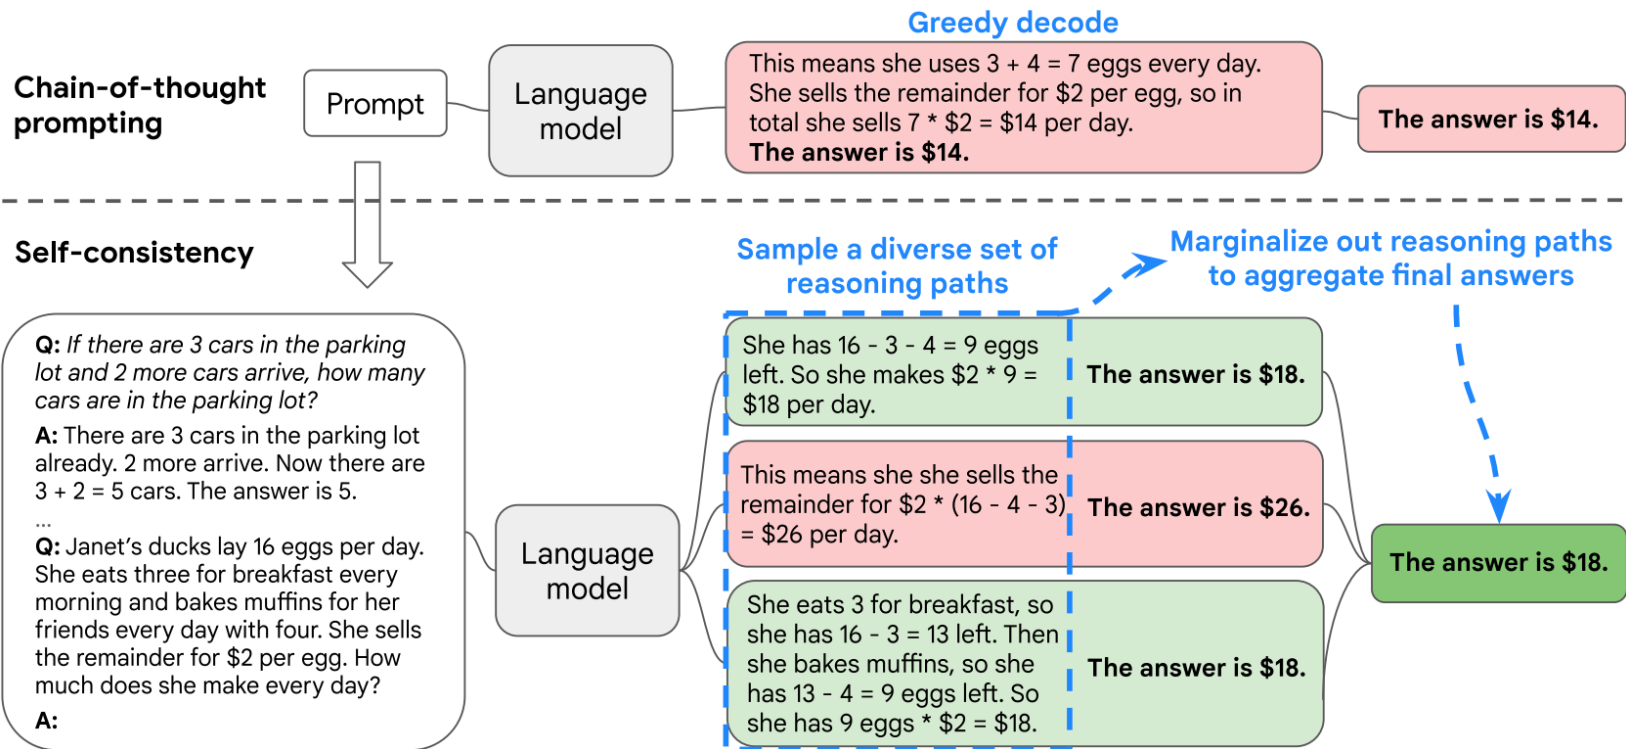 Greedy decode
Chain-of-thought
prompting
Prompt
Language
model
This means she uses 3 + 4 = 7 eggs every day.
She sells the remainder for $2 per egg, so in
total she sells 7 * $2 = $14 per day.
The answer is $14.
The answer is $14.
Self-consistency
Sample a diverse set of
reasoning paths
Marginalize out reasoning paths
to aggregate final answers
Q: If there are 3 cars in the parking
lot and 2 more cars arrive, how many
cars are in the parking lot?
A: There are 3 cars in the parking lot
already. 2 more arrive. Now there are
3 + 2 = 5 cars. The answer is 5.
...
Q: Janet's ducks lay 16 eggs per day.
She eats three for breakfast every
morning and bakes muffins for her
friends every day with four. She sells
the remainder for $2 per egg. How
much does she make every day?
A:
Language
model
She has 16 - 3 - 4 = 9 eggs
left. So she makes $2 * 9 =
$18 per day.
The answer is $18.
This means she she sells the
remainder for $2 * (16 - 4 - 3)
= $26 per day.
The answer is $26.
She eats 3 for breakfast, so
she has 16 - 3 = 13 left. Then
she bakes muffins, so she
has 13 - 4 = 9 eggs left. So
she has 9 eggs * $2 = $18.
The answer is $18.
The answer is $18.